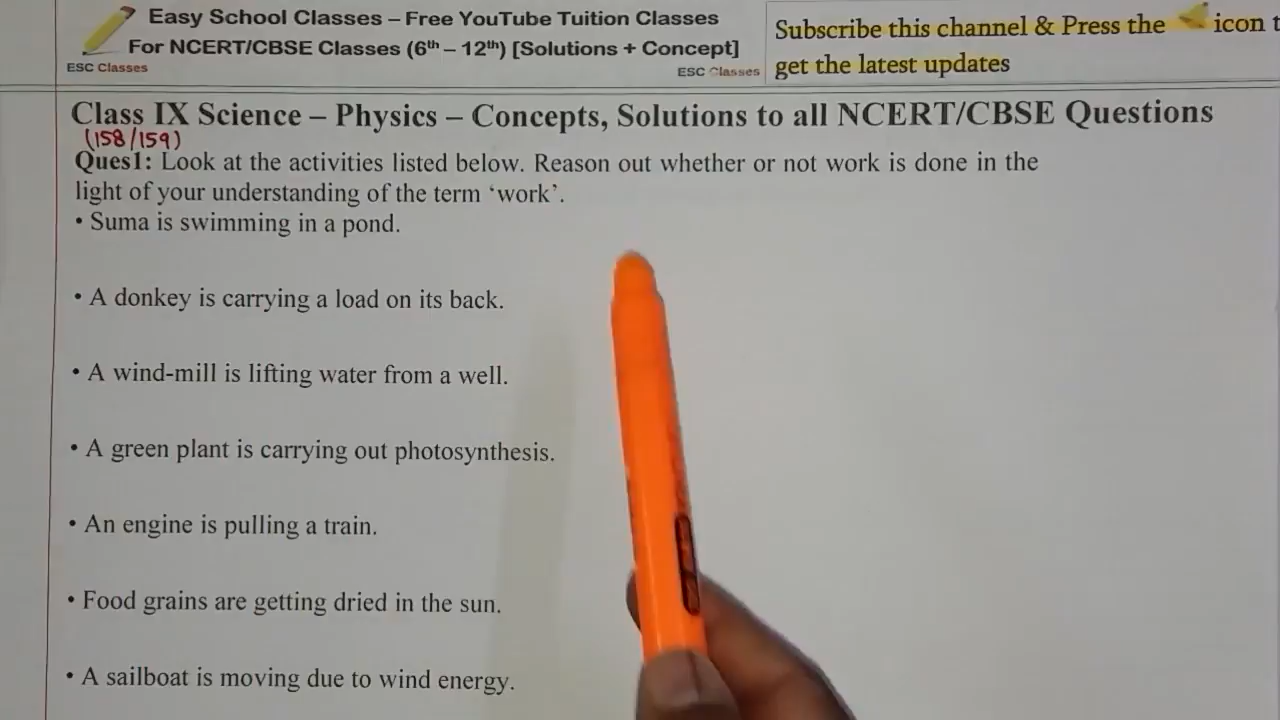 Easy School Classes – Free YouTube Tuition Classes
For NCERT/CBSE Classes (6th – 12th) [Solutions + Concept]
ESC Classes
ESC Classes
Subscribe this channel & Press the icon t
get the latest updates
Class IX Science – Physics – Concepts, Solutions to all NCERT/CBSE Questions
(158/159)
Ques1: Look at the activities listed below. Reason out whether or not work is done in the
light of your understanding of the term ‘work’.
• Suma is swimming in a pond.
• A donkey is carrying a load on its back.
• A wind-mill is lifting water from a well.
• A green plant is carrying out photosynthesis.
• An engine is pulling a train.
• Food grains are getting dried in the sun.
• A sailboat is moving due to wind energy.